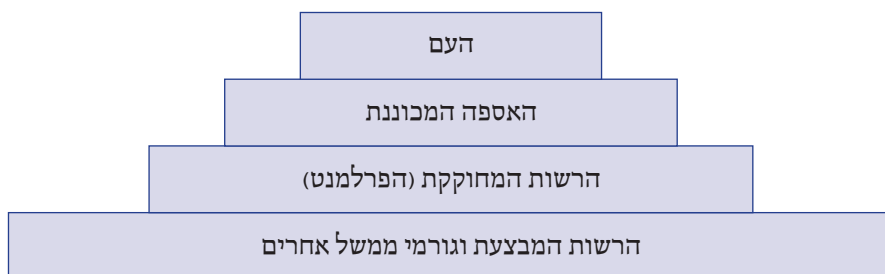 העם
האספה המכוננת
הרשות המחוקקת (הפרלמנט)
הרשות המבצעת וגורמי ממשל אחרים